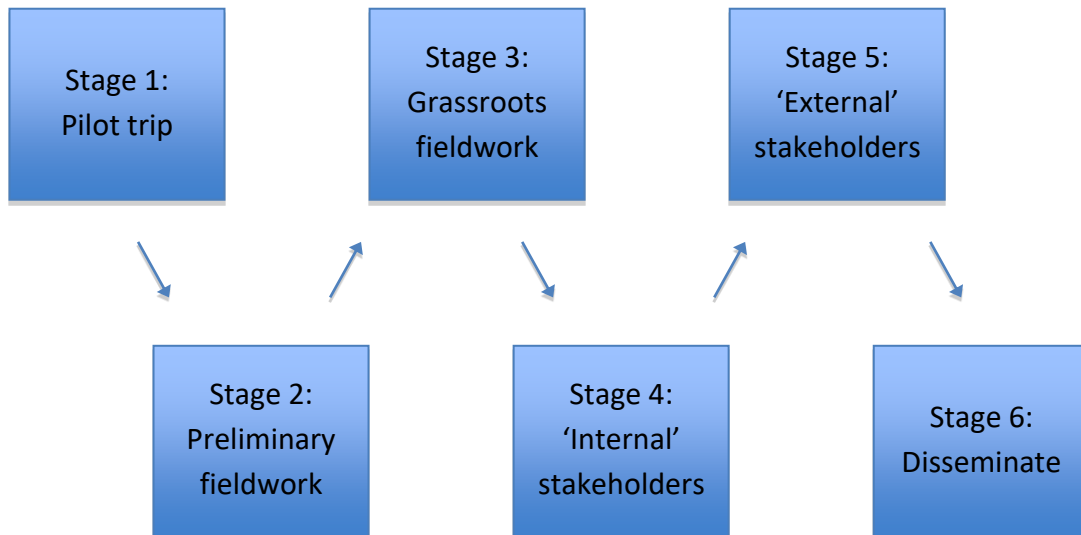 Stage 1:
Pilot trip
Stage 2:
Preliminary
fieldwork
Stage 3:
Grassroots
fieldwork
Stage 4:
‘Internal’
stakeholders
Stage 5:
‘External’
stakeholders
Stage 6:
Disseminate